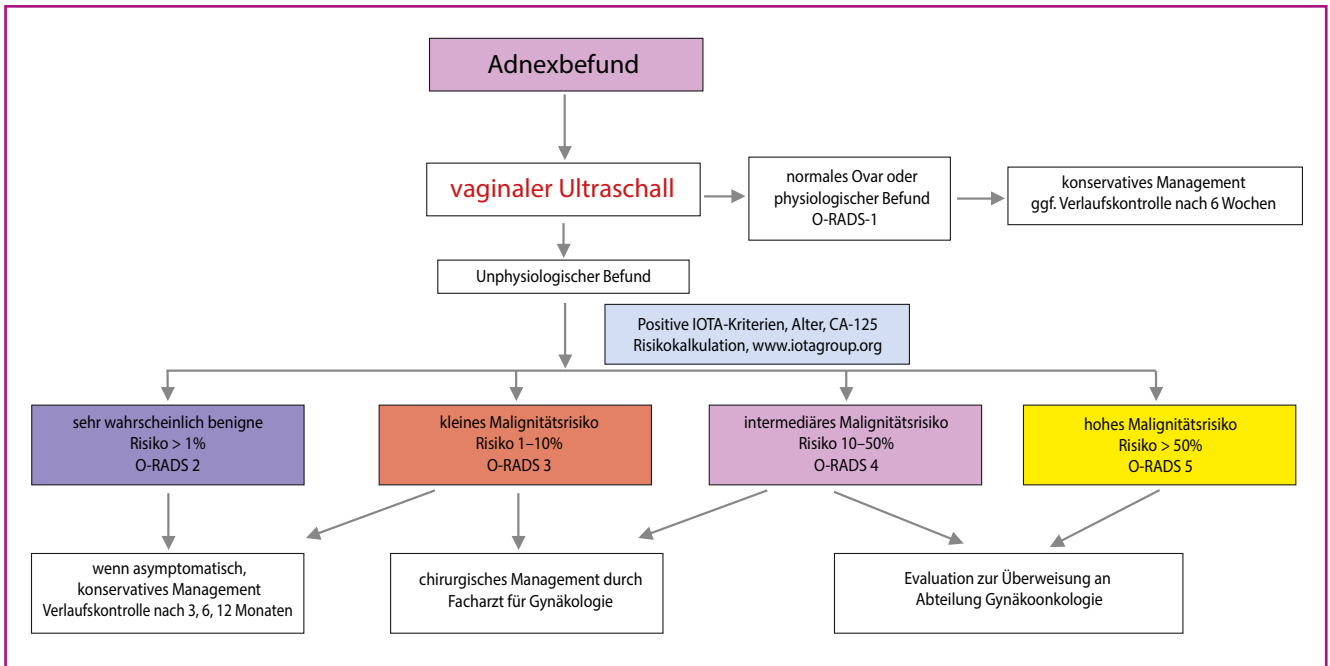 Adnexbefund
vaginaler Ultraschall
normales Ovar oder
physiologischer Befund
O-RADS-1
konservatives Management
ggf. Verlaufskontrolle nach 6 Wochen
Unphysiologischer Befund
Positive IOTA-Kriterien, Alter, CA-125
Risikokalkulation, www.iotagroup.org
sehr wahrscheinlich benigne
Risiko > 1%
O-RADS 2
kleines Malignitätsrisiko
Risiko 1–10%
O-RADS 3
intermediäres Malignitätsrisiko
Risiko 10–50%
O-RADS 4
hohes Malignitätsrisiko
Risiko > 50%
O-RADS 5
wenn asymptomatisch,
konservatives Management
Verlaufskontrolle nach 3, 6, 12 Monaten
chirurgisches Management durch
Facharzt für Gynäkologie
Evaluation zur Überweisung an
Abteilung Gynäkoonkologie